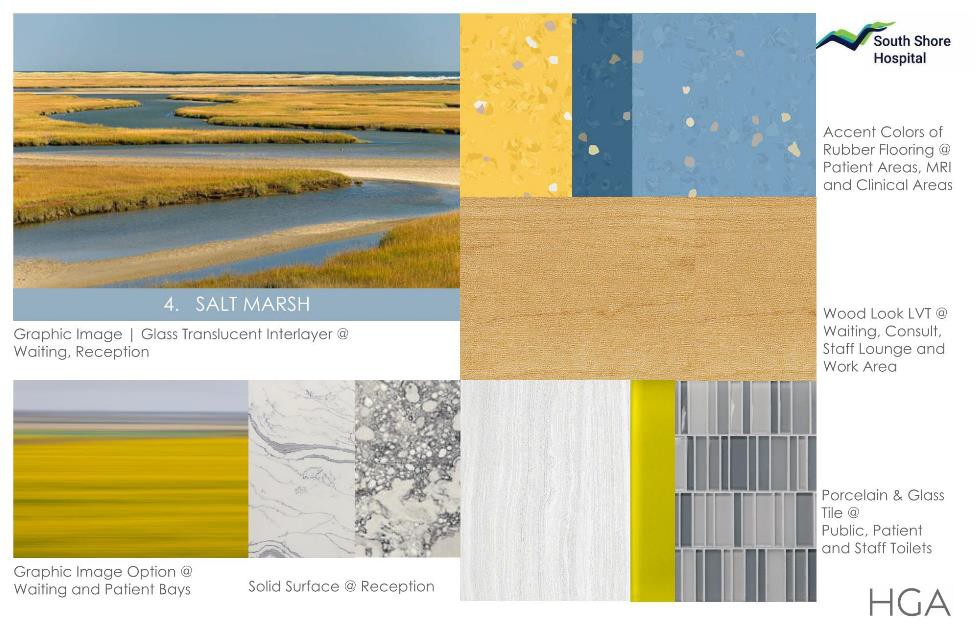 South Shore
Hospital
Accent Colors of
Rubber Flooring @
Patient Areas, MRI
and Clinical Areas
4. SALT MARSH
Graphic Image | Glass Translucent Interlayer @
Waiting, Reception
Wood Look LVT @
Waiting, Consult,
Staff Lounge and
Work Area
Porcelain & Glass
Tile @
Public, Patient
and Staff Toilets
Graphic Image Option @
Waiting and Patient Bays
Solid Surface @ Reception
HGA